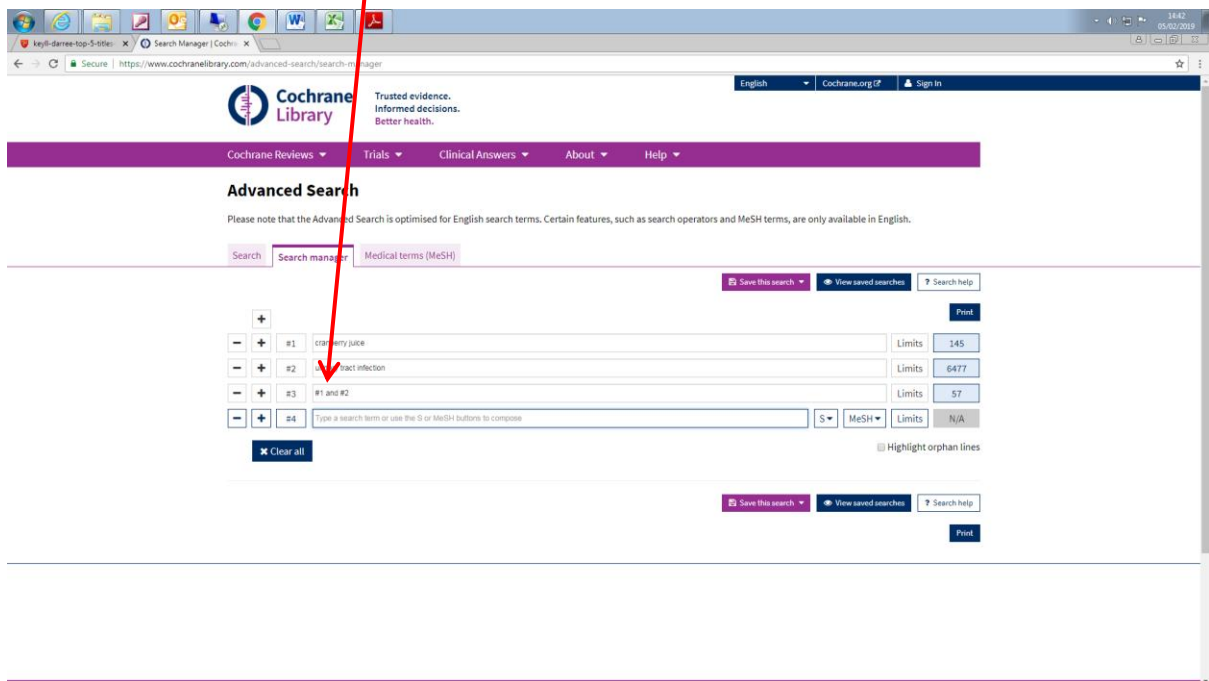 14:42
05/02/2019
keyll-darree-top-5-titles
Search Manager | Cochr
Secure | https://www.cochranelibrary.com/advanced-search/search-manager
English
Cochrane.org
Sign In
Cochrane
Library
Trusted evidence.
Informed decisions.
Better health.
Cochrane Reviews
Trials
Clinical Answers
About
Help
Advanced Search
Please note that the Advanced Search is optimised for English search terms. Certain features, such as search operators and MeSH terms, are only available in English.
Search
Search manager
Medical terms (MeSH)
Save this search
View saved searches
? Search help
Print
+
- + #1 cranberry juice Limits 145
- + #2 tract infection Limits 6477
- + #3 #1 and #2 Limits 57
- + #4 Type a search term or use the S or MeSH buttons to compose S MeSH Limits N/A
Clear all
Highlight orphan lines
Save this search
View saved searches
? Search help
Print